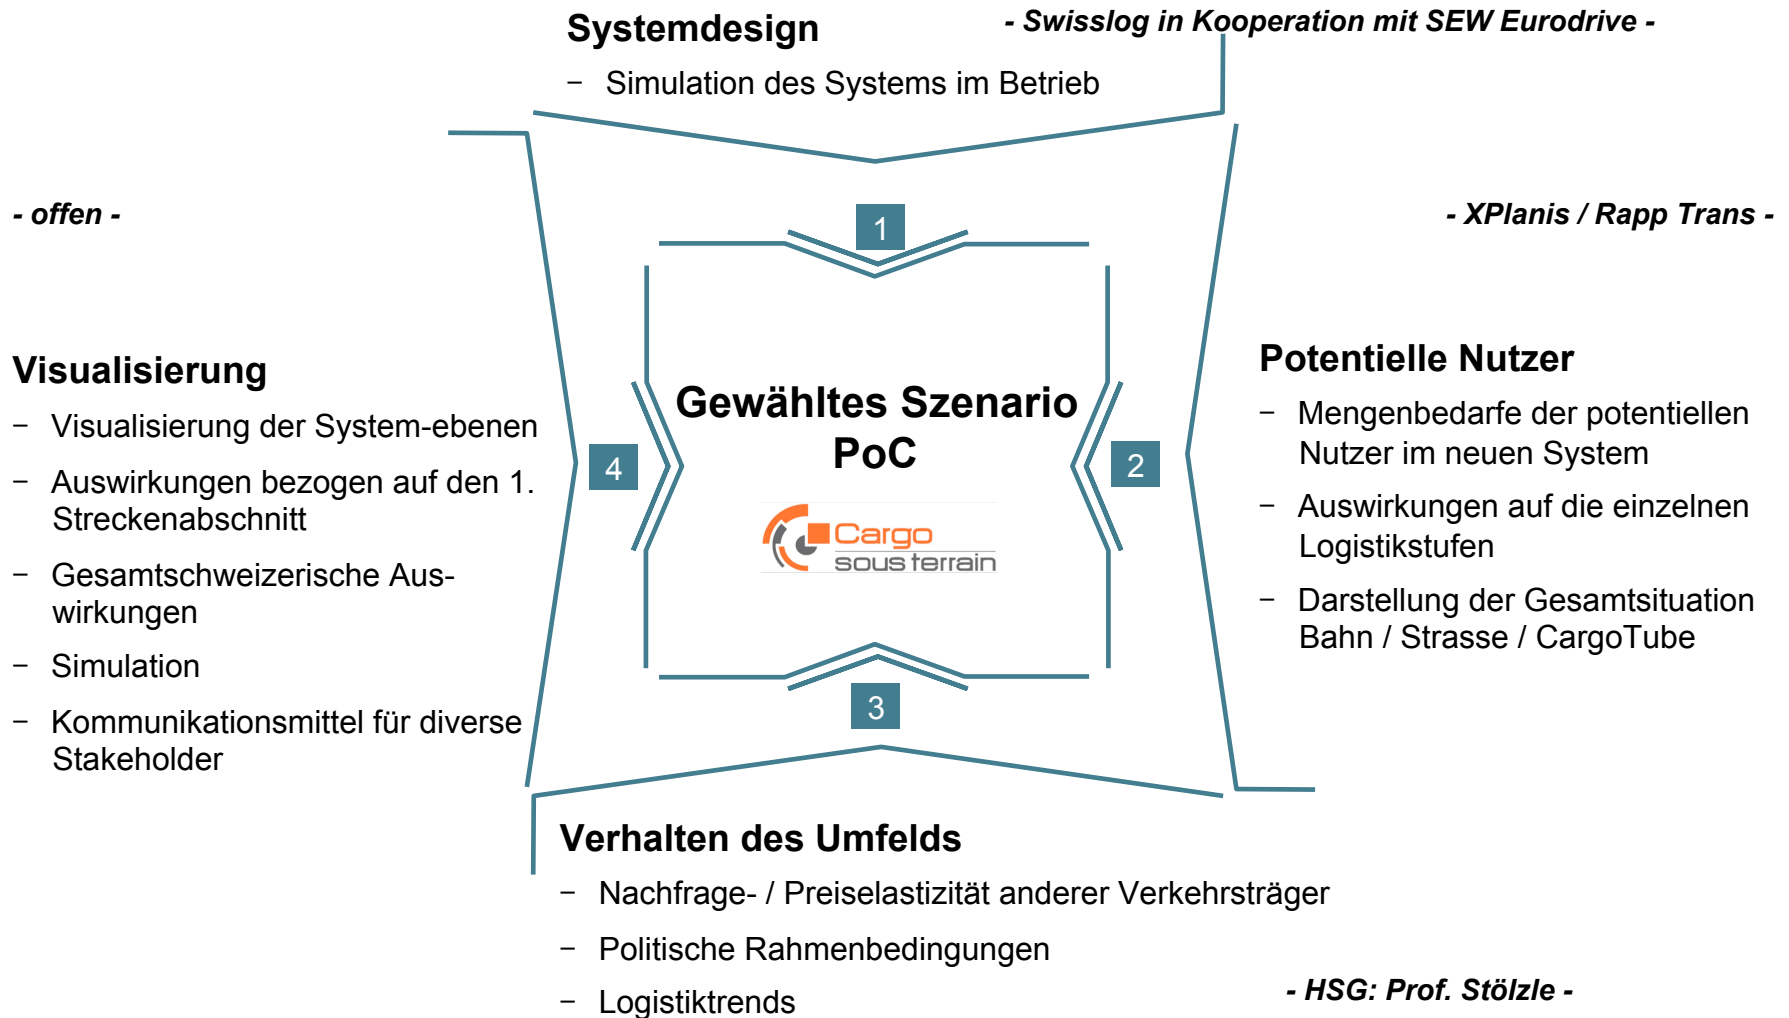 Systemdesign
- Swisslog in Kooperation mit SEW Eurodrive -
– Simulation des Systems im Betrieb
- offen -
- XPlanis / Rapp Trans -
1
Visualisierung
– Visualisierung der System-ebenen
– Auswirkungen bezogen auf den 1.
Streckenabschnitt
– Gesamtschweizerische Aus-
wirkungen
– Simulation
– Kommunikationsmittel für diverse
Stakeholder
4
Gewähltes Szenario
PoC
Cargo
sous terrain
2
Potentielle Nutzer
– Mengenbedarfe der potentiellen
Nutzer im neuen System
– Auswirkungen auf die einzelnen
Logistikstufen
– Darstellung der Gesamtsituation
Bahn / Strasse / CargoTube
3
Verhalten des Umfelds
– Nachfrage- / Preiselastizität anderer Verkehrsträger
– Politische Rahmenbedingungen
– Logistiktrends
- HSG: Prof. Stölzle -